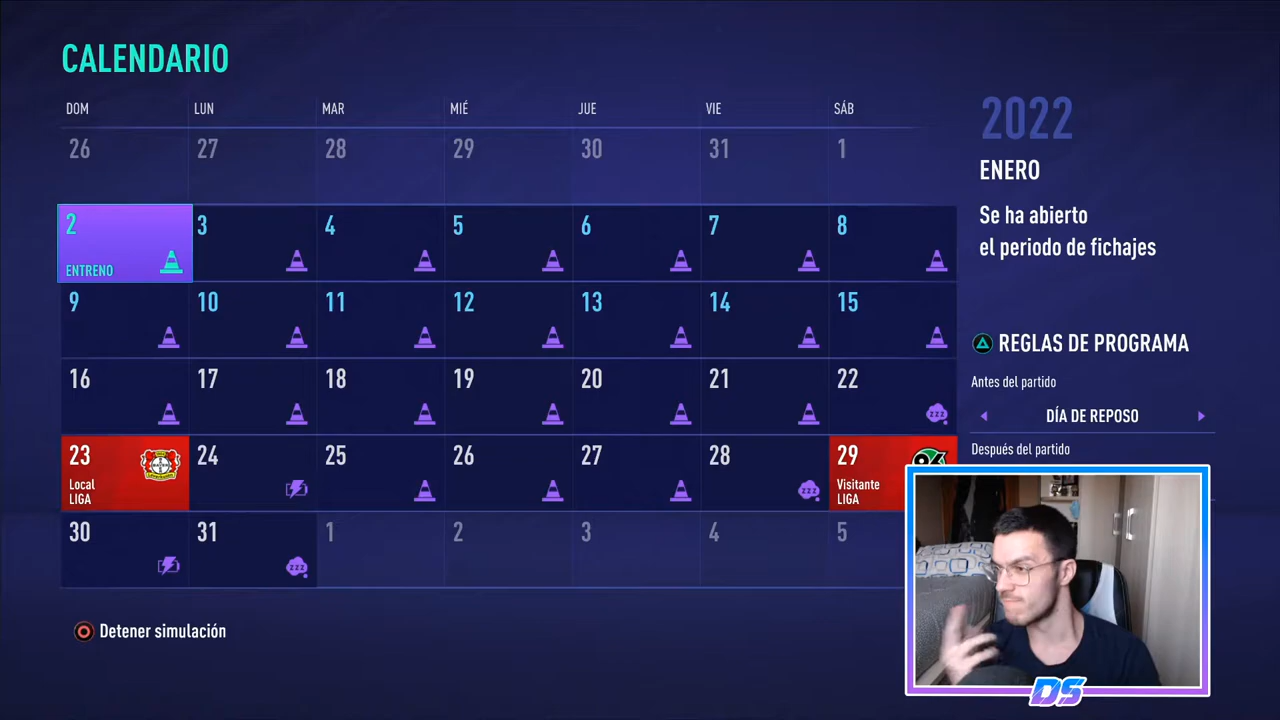 CALENDARIO
DOM LUN MAR MIÉ JUE VIE SÁB
26 27 28 29 30 31 1
2 3 4 5 6 7 8
ENTRENO
9 10 11 12 13 14 15
16 17 18 19 20 21 22
zzz
23 24 25 26 27 28 29
Local
LIGA
zzz
Visitante
LIGA
30 31 1 2 3 4 5
zzz
Detener simulación
2022
ENERO
Se ha abierto
el periodo de fichajes
REGLAS DE PROGRAMA
Antes del partido
DÍA DE REPOSO
Después del partido
DS